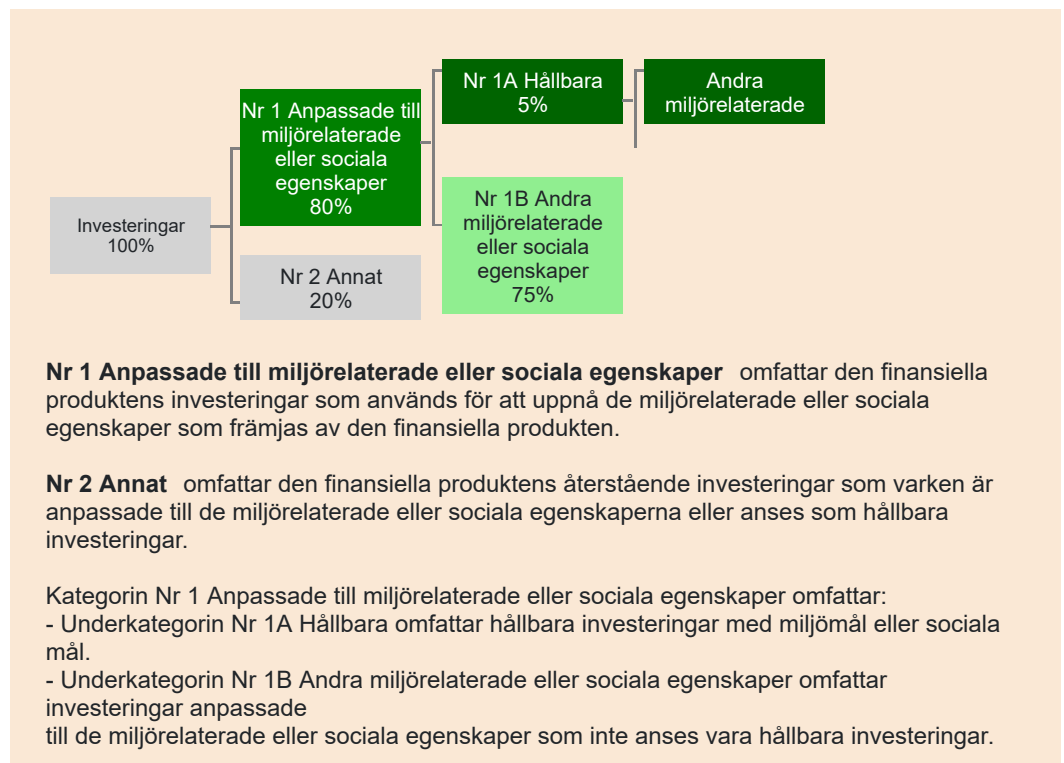 Investeringar
100%
Nr 1 Anpassade till
miljörelaterade
eller sociala
egenskaper
80%
Nr 2 Annat
20%
Nr 1A Hållbara
5%
Nr 1B Andra
miljörelaterade
eller sociala
egenskaper
75%
Andra
miljörelaterade
Nr 1 Anpassade till miljörelaterade eller sociala egenskaper omfattar den finansiella
produktens investeringar som används för att uppnå de miljörelaterade eller sociala
egenskaper som främjas av den finansiella produkten.
Nr 2 Annat omfattar den finansiella produktens återstående investeringar som varken är
anpassade till de miljörelaterade eller sociala egenskaperna eller anses som hållbara
investeringar.
Kategorin Nr 1 Anpassade till miljörelaterade eller sociala egenskaper omfattar:
- Underkategorin Nr 1A Hållbara omfattar hållbara investeringar med miljömål eller sociala
mål.
- Underkategorin Nr 1B Andra miljörelaterade eller sociala egenskaper omfattar
investeringar anpassade
till de miljörelaterade eller sociala egenskaper som inte anses vara hållbara investeringar.